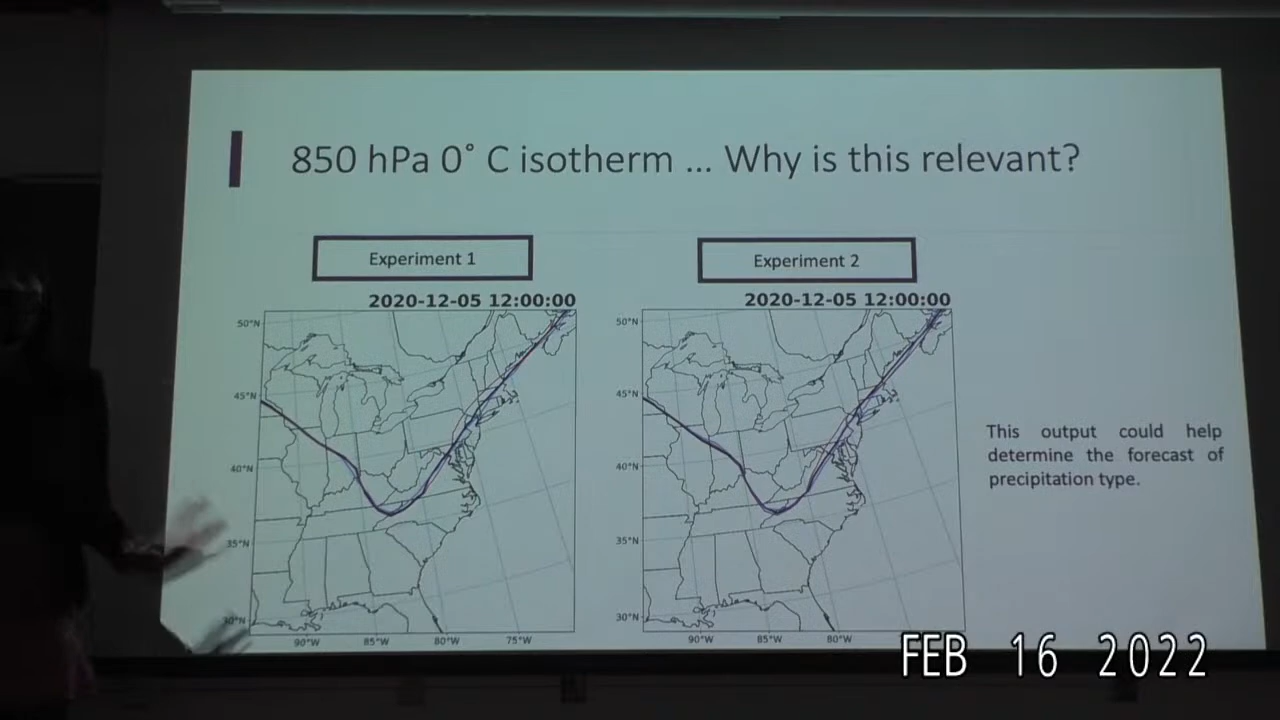 850 hPa 0° C isotherm ... Why is this relevant?
Experiment 1
Experiment 2
2020-12-05 12:00:00
2020-12-05 12:00:00
50°N
45°N
40°N
35°N
30°N
90°W
85°W
80°W
75°W
50°N
45°N
40°N
35°N
30°N
90°W
85°W
80°W
This output could help
determine the forecast of
precipitation type.
FEB 16 2022